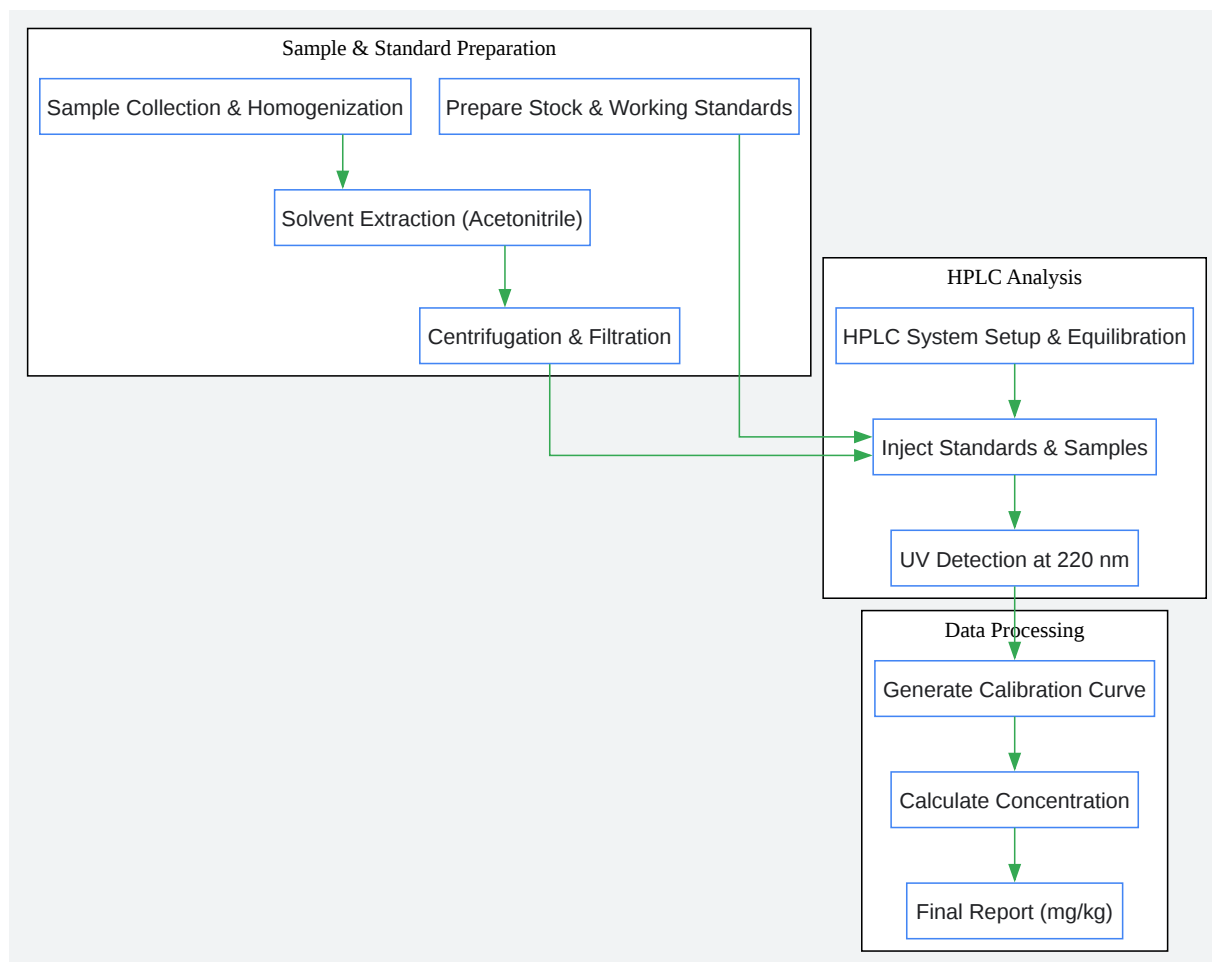 Sample & Standard Preparation
Sample Collection & Homogenization
Prepare Stock & Working Standards
Solvent Extraction (Acetonitrile)
Centrifugation & Filtration
HPLC Analysis
HPLC System Setup & Equilibration
Inject Standards & Samples
UV Detection at 220 nm
Data Processing
Generate Calibration Curve
Calculate Concentration
Final Report (mg/kg)